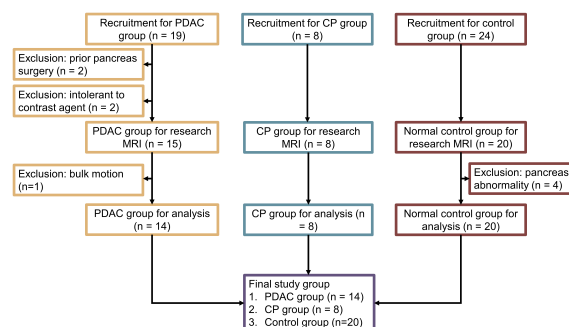 Recruitment for PDAC
group (n = 19)
Recruitment for CP group
(n = 8)
Recruitment for control
group (n = 24)
Exclusion: prior pancreas
surgery (n = 2)
Exclusion: intolerant to
contrast agent (n = 2)
PDAC group for research
MRI (n = 15)
CP group for research
MRI (n = 8)
Normal control group for
research MRI (n = 20)
Exclusion: bulk motion
(n=1)
Exclusion: pancreas
abnormality (n = 4)
PDAC group for analysis
(n = 14)
CP group for analysis (n
= 8)
Normal control group for
analysis (n = 20)
Final study group
1. PDAC group (n = 14)
2. CP group (n = 8)
3. Control group (n=20)